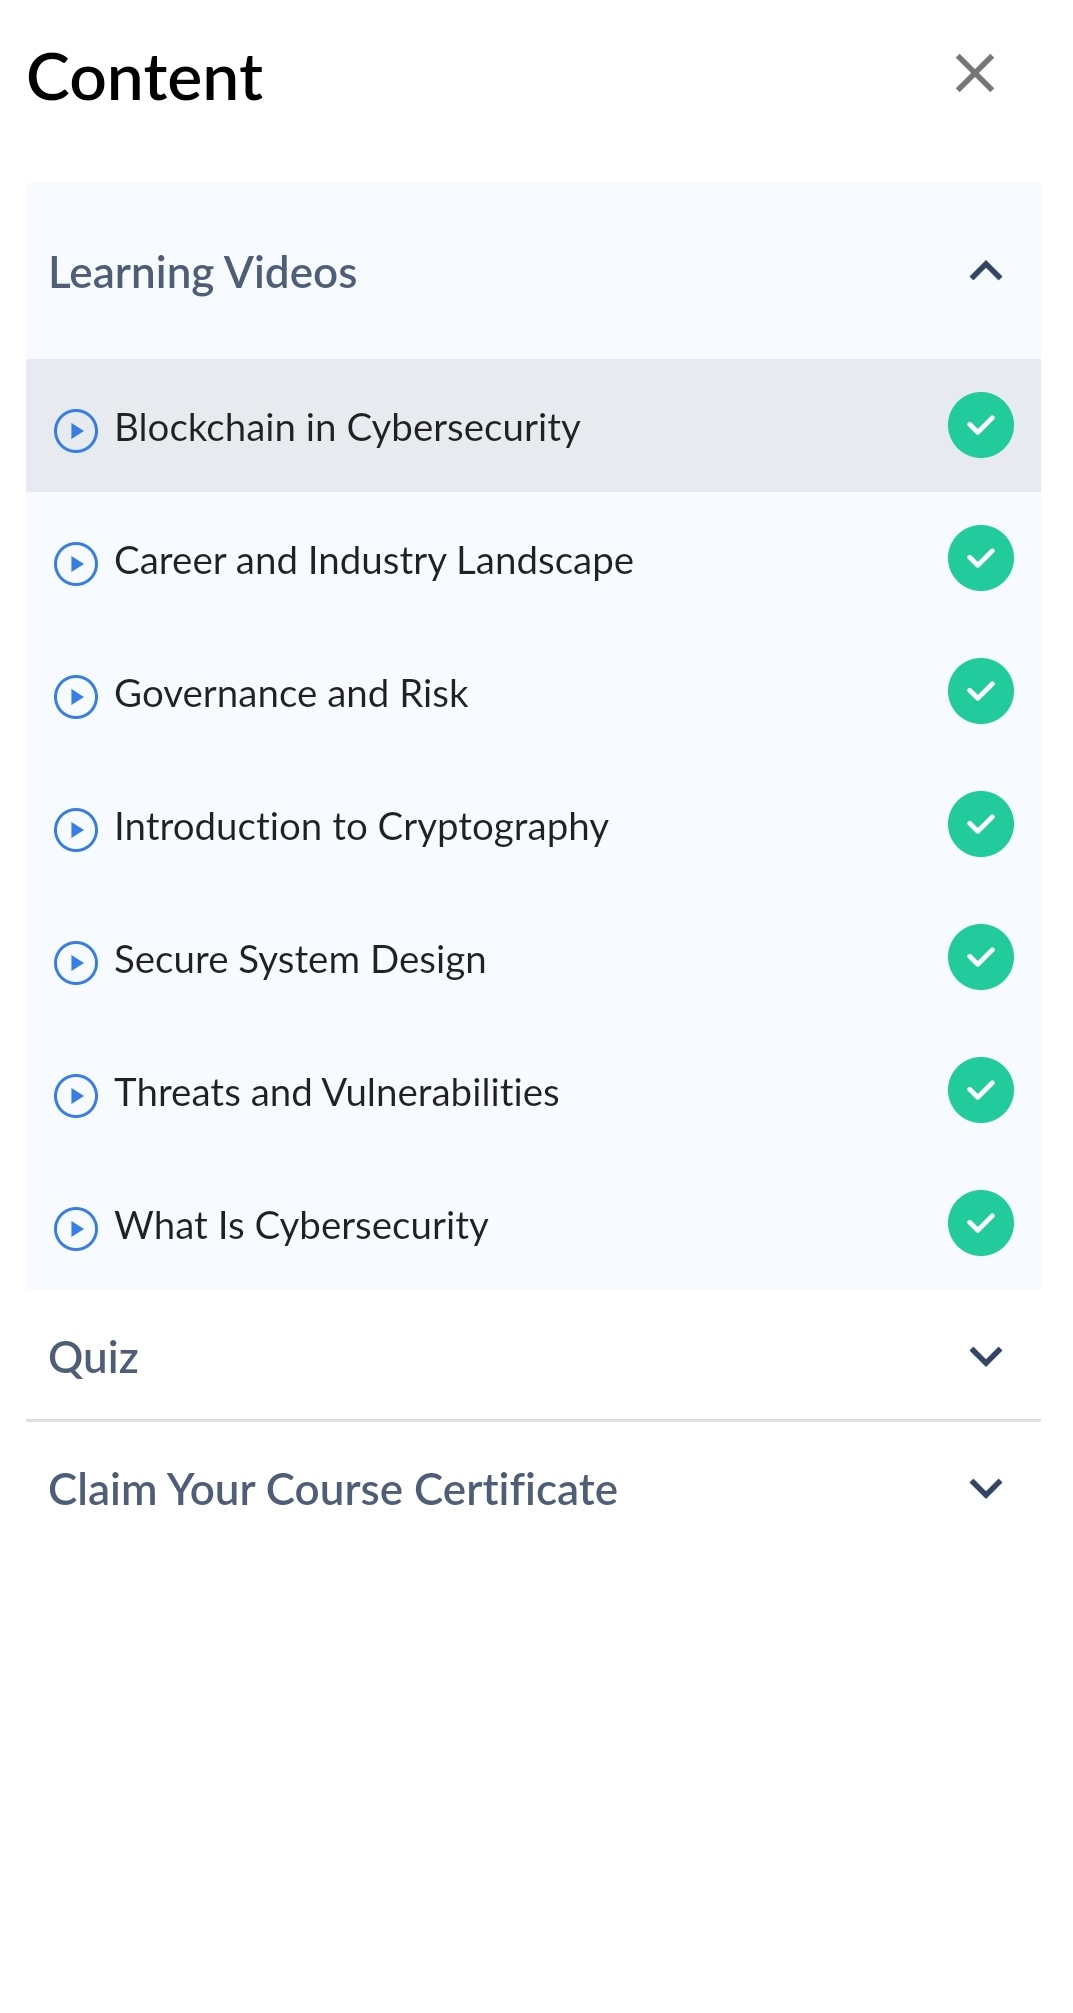 Content
Learning Videos
Blockchain in Cybersecurity
Career and Industry Landscape
Governance and Risk
Introduction to Cryptography
Secure System Design
Threats and Vulnerabilities
What Is Cybersecurity
Quiz
Claim Your Course Certificate